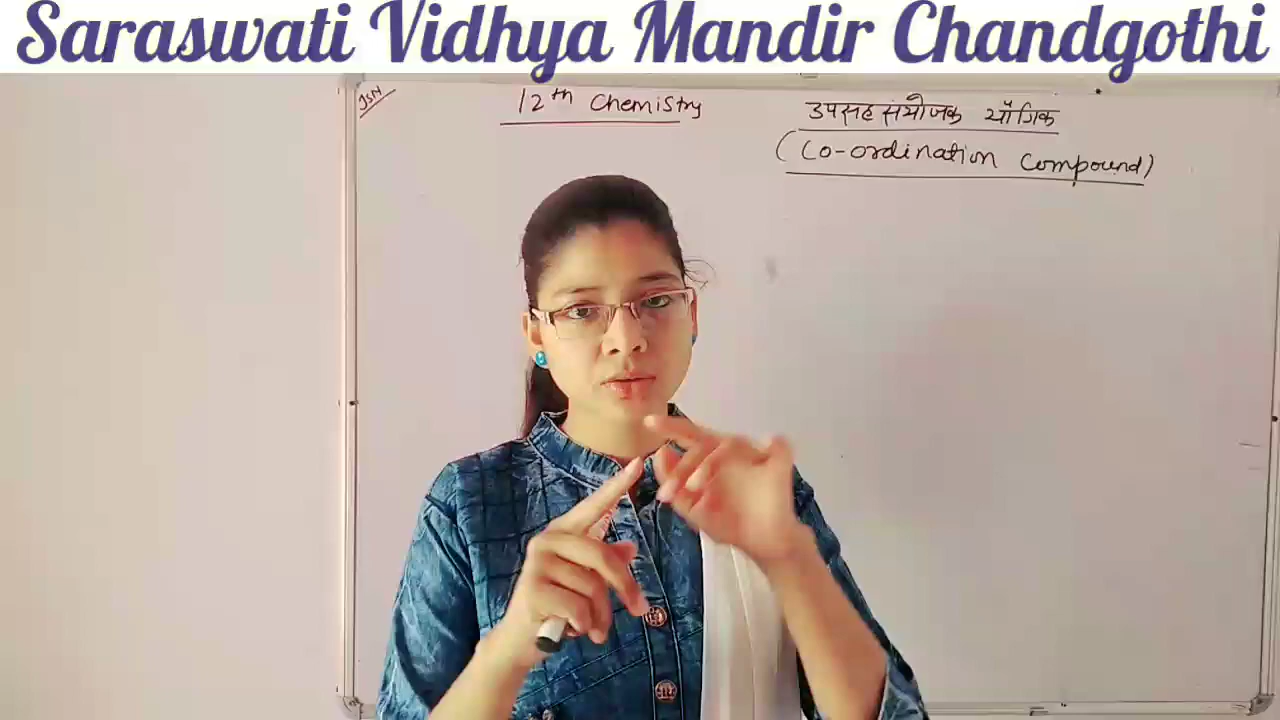 Saraswati Vidhya Mandir Chandgothi
JSN
12th Chemistry
उपसहसंयोजक यौगिक
(Co-ordination Compound)